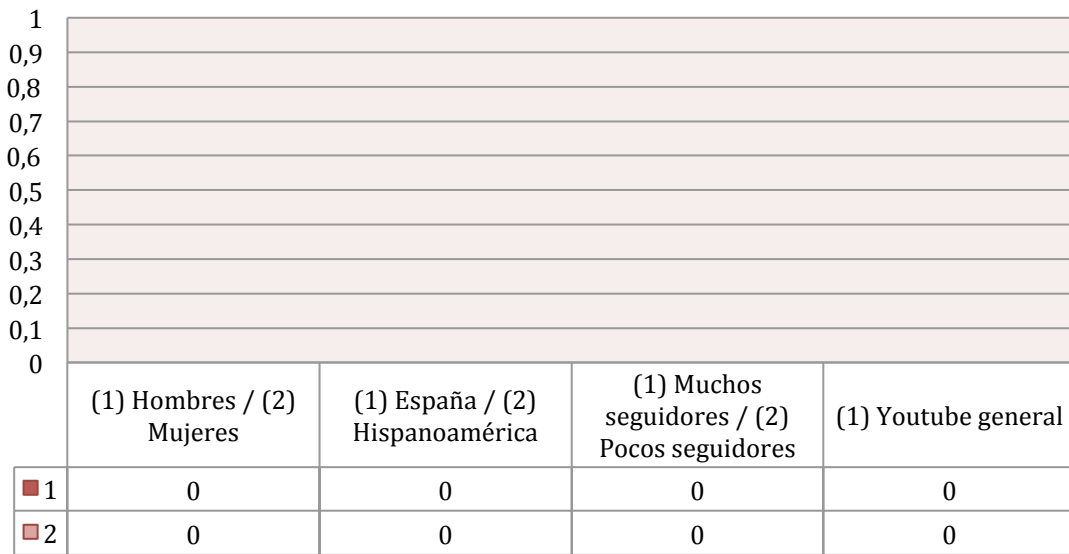 1
0,9
0,8
0,7
0,6
0,5
0,4
0,3
0,2
0,1
0
(1) Hombres / (2)
Mujeres
(1) España / (2)
Hispanoamérica
(1) Muchos
seguidores / (2)
Pocos seguidores
(1) Youtube general
1 0 0 0 0
2 0 0 0 0